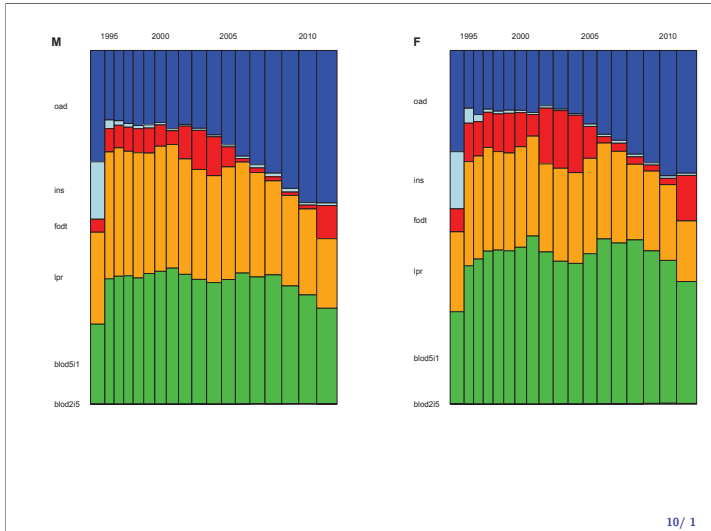 M
1995 2000 2005 2010
oad
ins
fodt
lpr
blod5i1
blod2i5
F
1995 2000 2005 2010
oad
ins
fodt
lpr
blod5i1
blod2i5
10/ 1